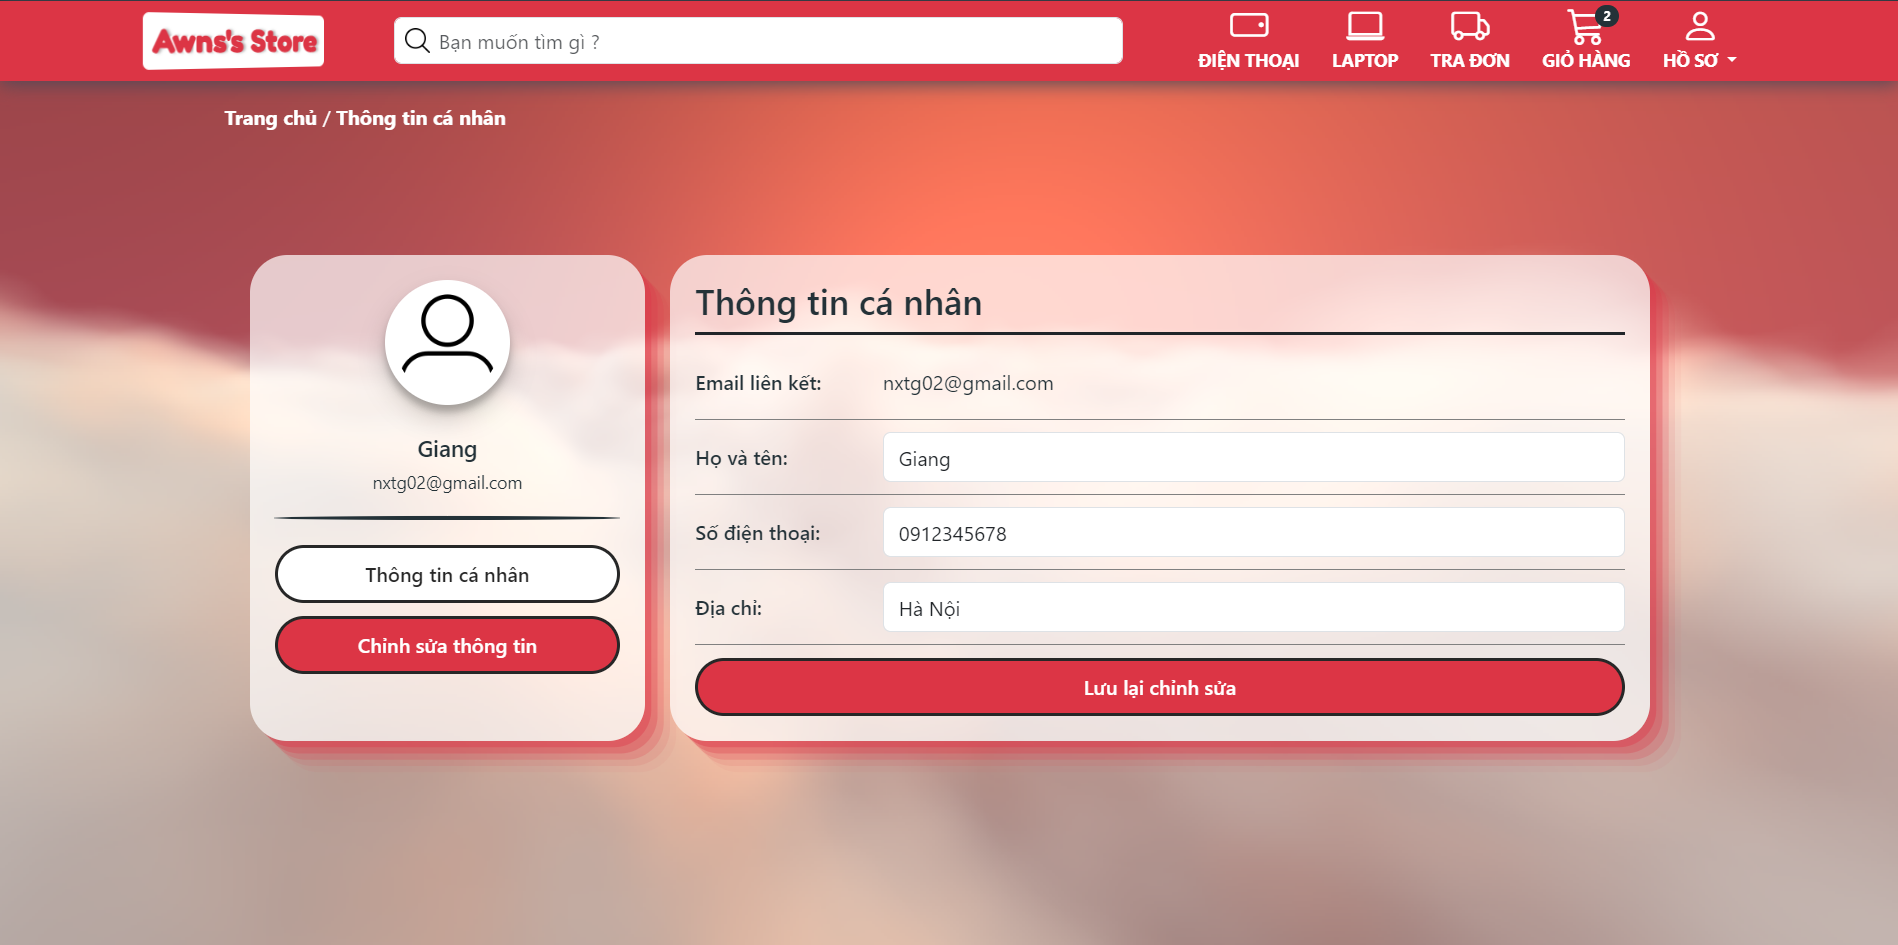 Awns's Store
Bạn muốn tìm gì ?
ĐIỆN THOẠI
LAPTOP
TRA ĐƠN
2
GIỎ HÀNG
HỒ SƠ
Trang chủ / Thông tin cá nhân
Giang
nxtg02@gmail.com
Thông tin cá nhân
Chỉnh sửa thông tin
Thông tin cá nhân
Email liên kết: nxtg02@gmail.com
Họ và tên: Giang
Số điện thoại: 0912345678
Địa chỉ: Hà Nội
Lưu lại chỉnh sửa